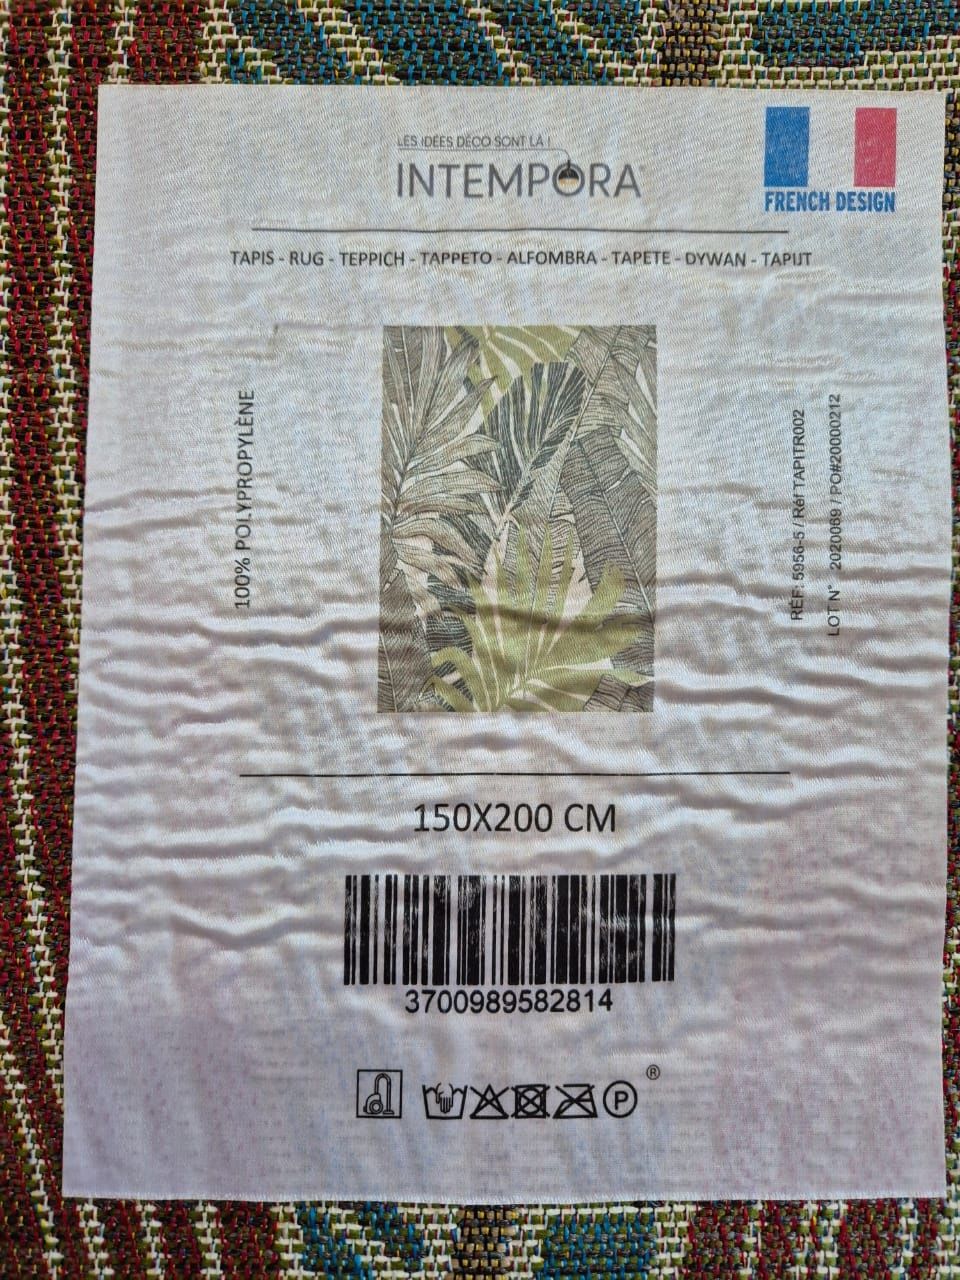 LES IDÉES DÉCO SONT LÀ !
INTEMPORA
FRENCH DESIGN
TAPIS - RUG - TEPPICH - TAPPETO - ALFOMBRA - TAPETE - DYWAN - TAPIJT
100% POLYPROPYLÈNE
REF: 5956-5 / Réf TAPITR002
LOT N° 2020089 / PO#20000212
150X200 CM
3700989582814
®
P